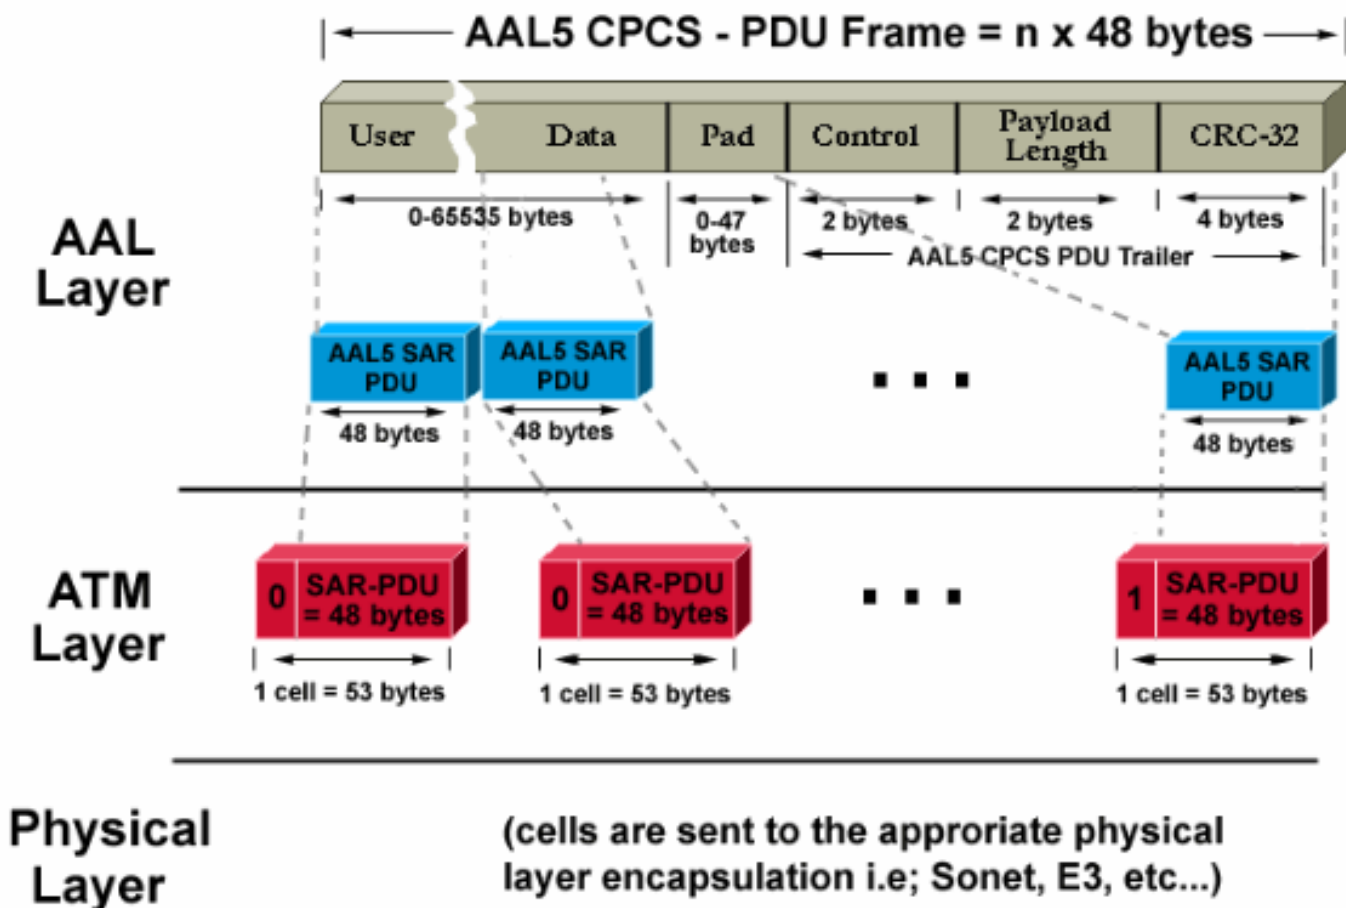 AAL5 CPCS - PDU Frame = n x 48 bytes
User Data Pad Control Payload Length CRC-32
0-65535 bytes
0-47 bytes
2 bytes
2 bytes
4 bytes
AAL5 CPCS PDU Trailer
AAL
Layer
AAL5 SAR
PDU
48 bytes
AAL5 SAR
PDU
48 bytes
. . .
AAL5 SAR
PDU
48 bytes
ATM
Layer
0 SAR-PDU
= 48 bytes
1 cell = 53 bytes
0 SAR-PDU
= 48 bytes
1 cell = 53 bytes
. . .
1 SAR-PDU
= 48 bytes
1 cell = 53 bytes
Physical
Layer
(cells are sent to the approriate physical
layer encapsulation i.e; Sonet, E3, etc...)